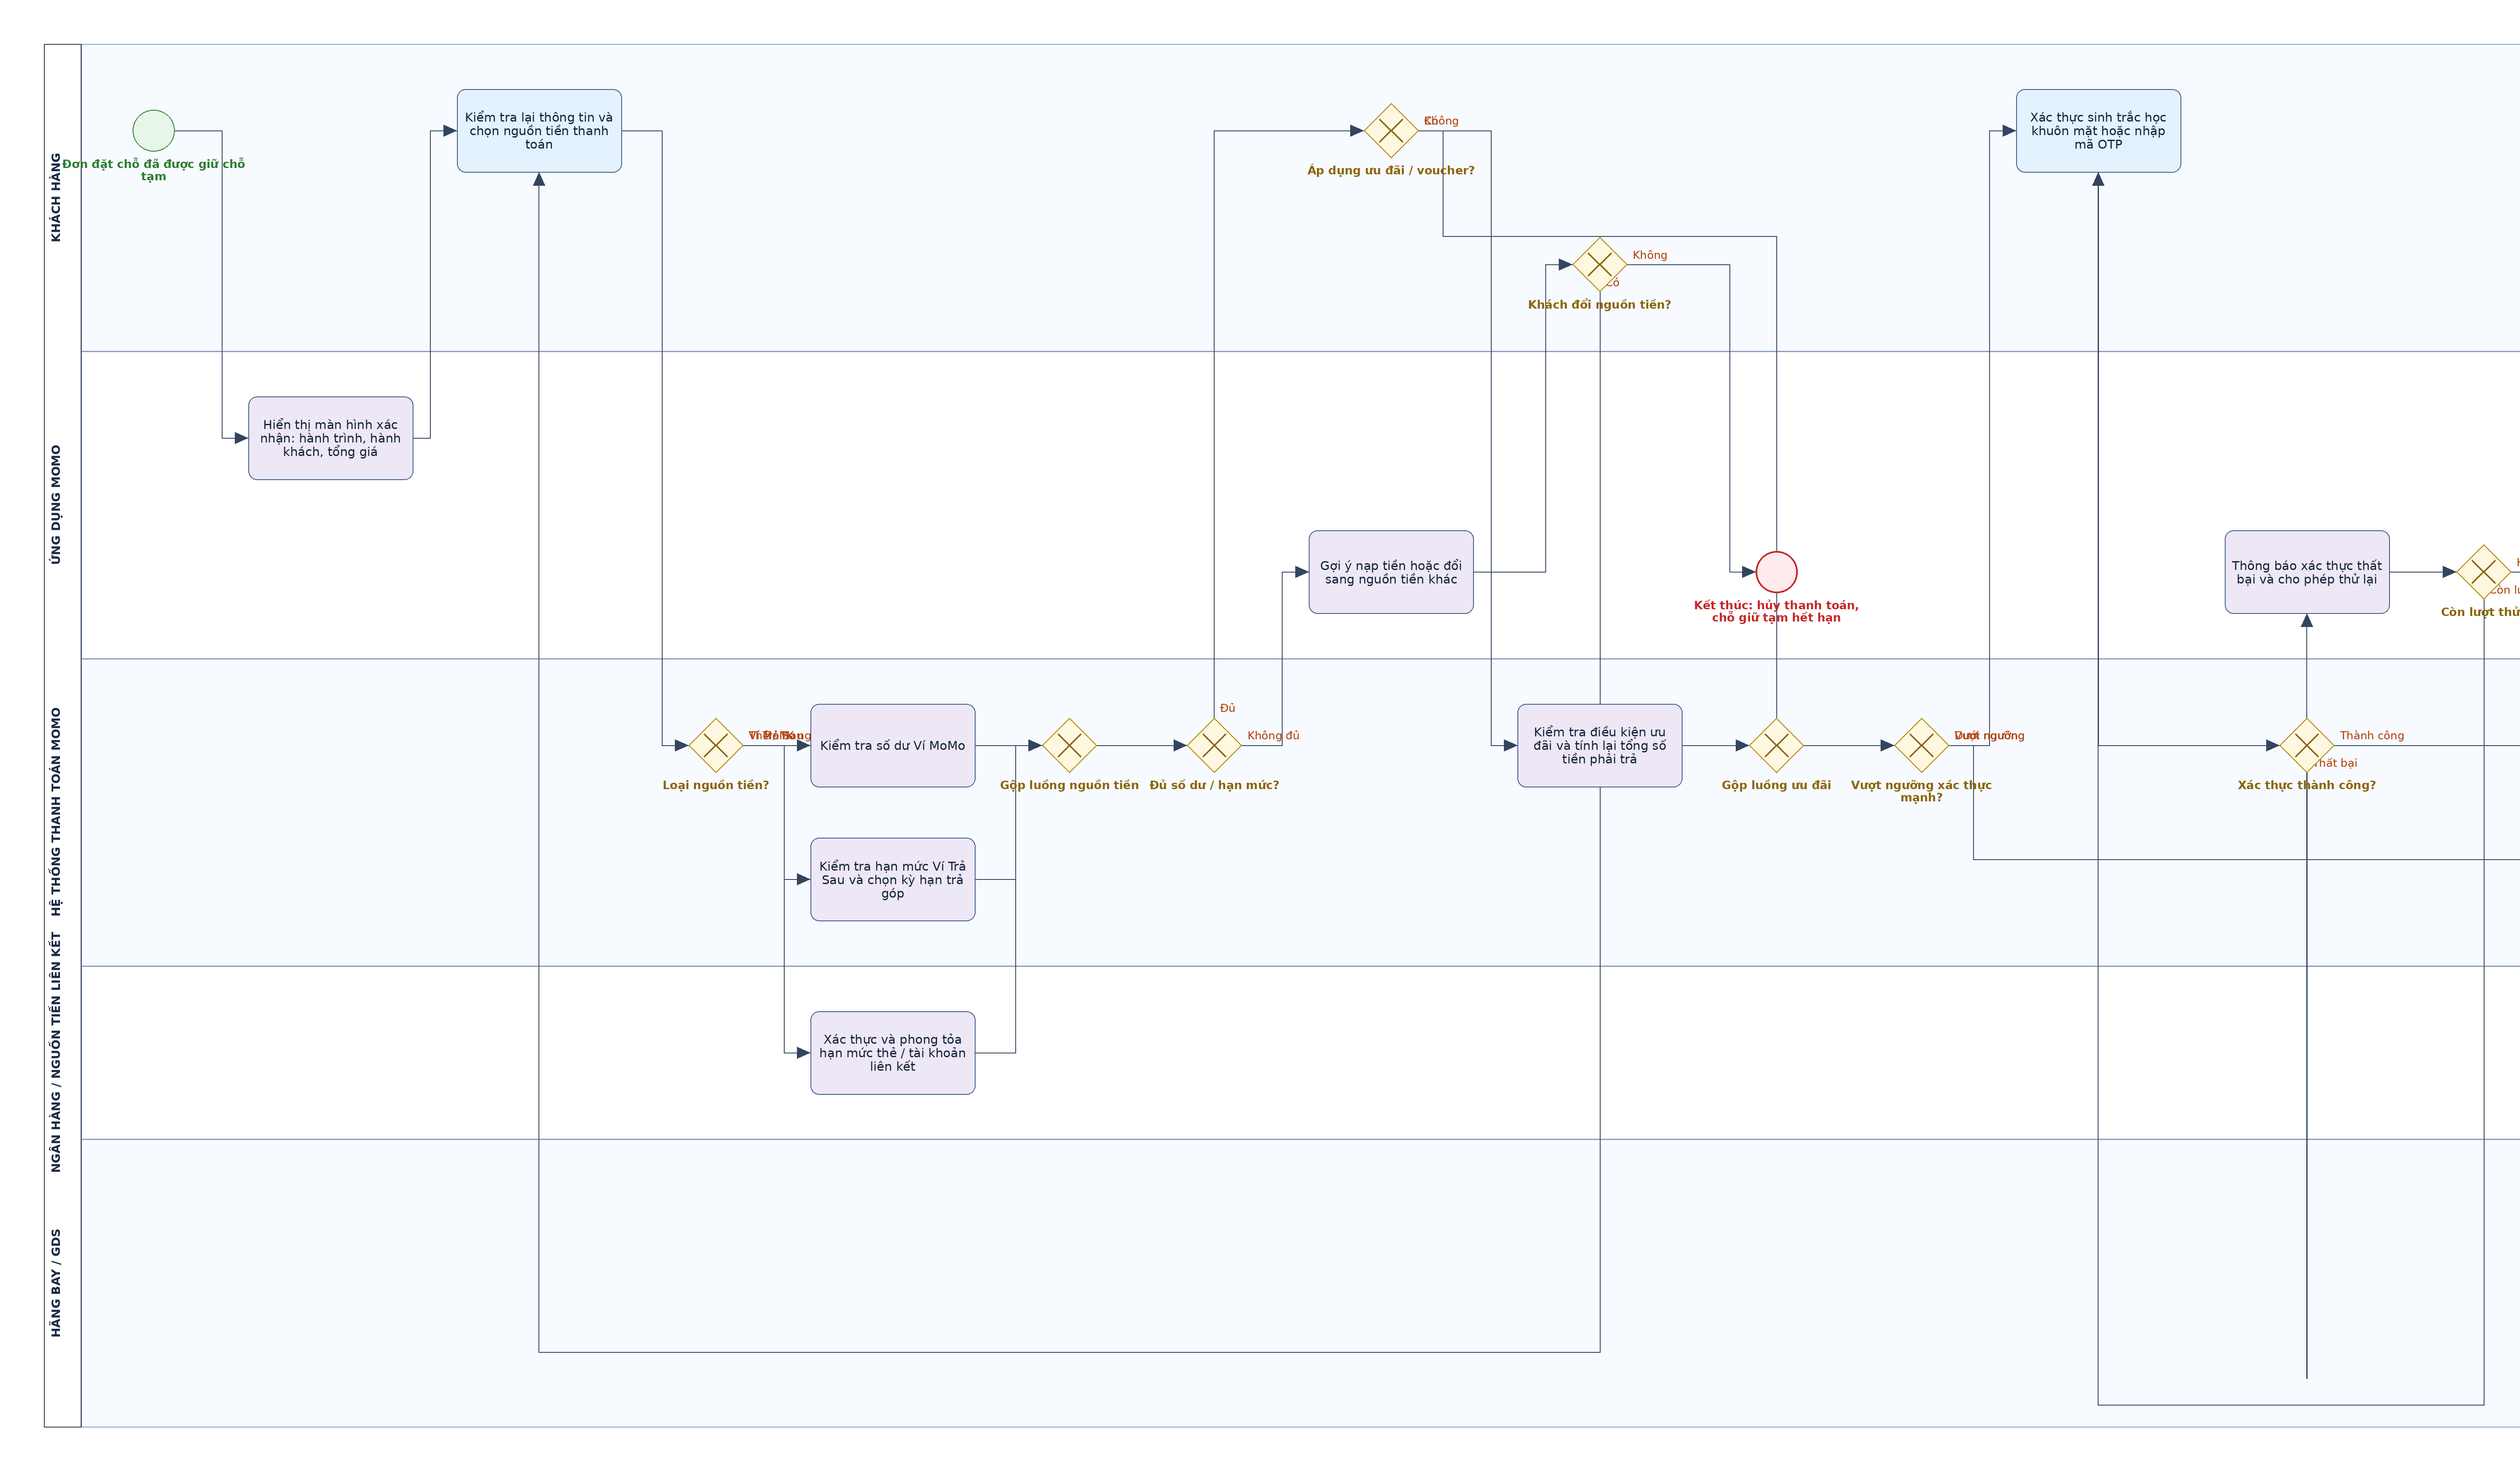 KHÁCH HÀNG
Đơn đặt chỗ đã được giữ chỗ
tạm
Kiểm tra lại thông tin và
chọn nguồn tiền thanh
toán
Không
Áp dụng ưu đãi / voucher?
Không
Có
Khách đổi nguồn tiền?
Xác thực sinh trắc học
khuôn mặt hoặc nhập
mã OTP
ỨNG DỤNG MOMO
Hiển thị màn hình xác
nhận: hành trình, hành
khách, tổng giá
Gợi ý nạp tiền hoặc đổi
sang nguồn tiền khác
Kết thúc: hủy thanh toán,
chỗ giữ tạm hết hạn
Thông báo xác thực thất
bại và cho phép thử lại
Còn lượt thử
HỆ THỐNG THANH TOÁN MOMO
Loại nguồn tiền?
Kiểm tra số dư Ví MoMo
Gộp luồng nguồn tiền
Đủ
Không đủ
Đủ số dư / hạn mức?
Kiểm tra điều kiện ưu
đãi và tính lại tổng số
tiền phải trả
Gộp luồng ưu đãi
Vượt ngưỡng xác thực
mạnh?
Thành công
Thất bại
Xác thực thành công?
Kiểm tra hạn mức Ví Trả
Sau và chọn kỳ hạn trả
góp
NGÂN HÀNG / NGUỒN TIỀN LIÊN KẾT
Xác thực và phong tỏa
hạn mức thẻ / tài khoản
liên kết
HÃNG BAY / GDS